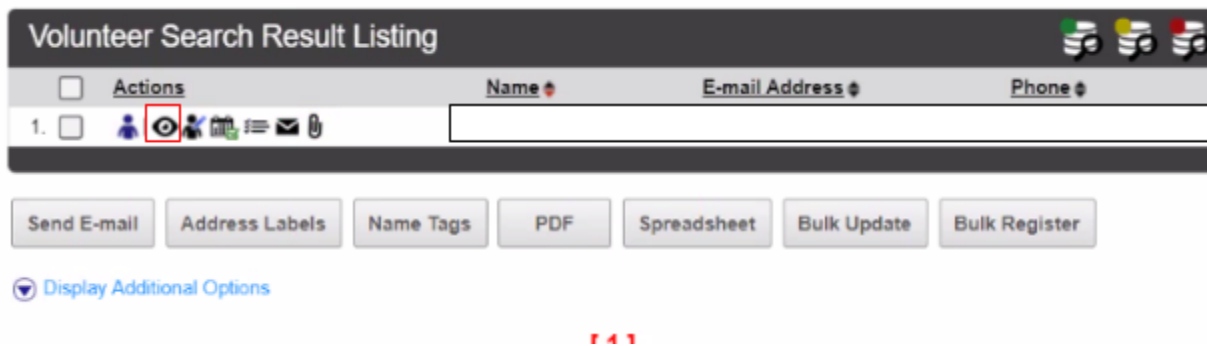 Volunteer Search Result Listing
Actions Name E-mail Address Phone
1.
Send E-mail Address Labels Name Tags PDF Spreadsheet Bulk Update Bulk Register
Display Additional Options
[ 1 ]